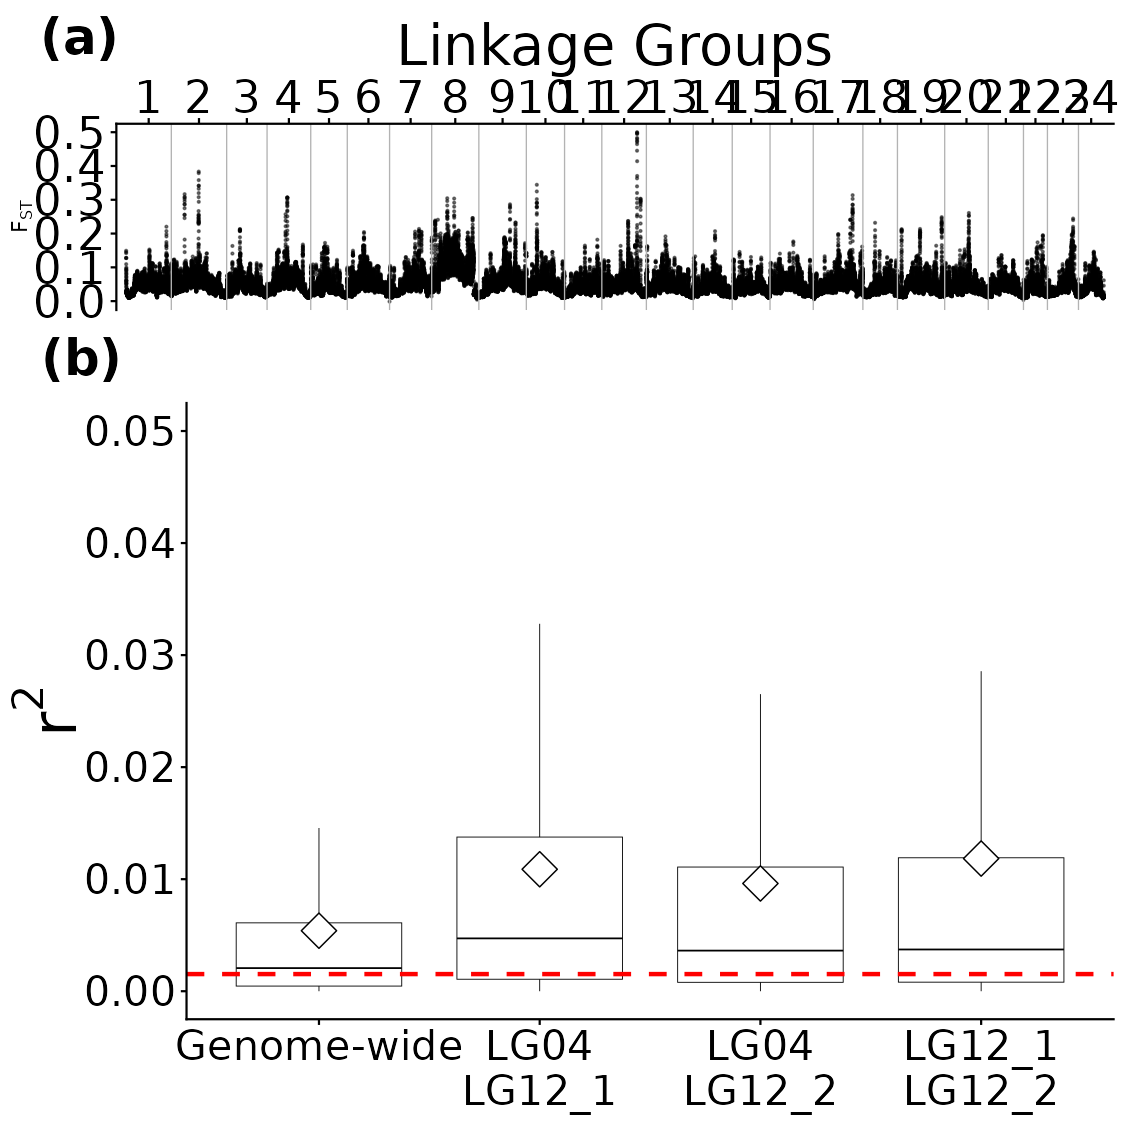 (a)
Linkage Groups
1 2 3 4 5 6 7 8 9 10 11 12 13 14 15 16 17 18 19 20 21 22 23 24
0.5
0.4
0.3
0.2
0.1
0.0
FST
(b)
0.05
0.04
0.03
0.02
0.01
0.00
r2
Genome-wide LG04 LG04 LG12_1
LG12_1 LG12_2 LG12_2